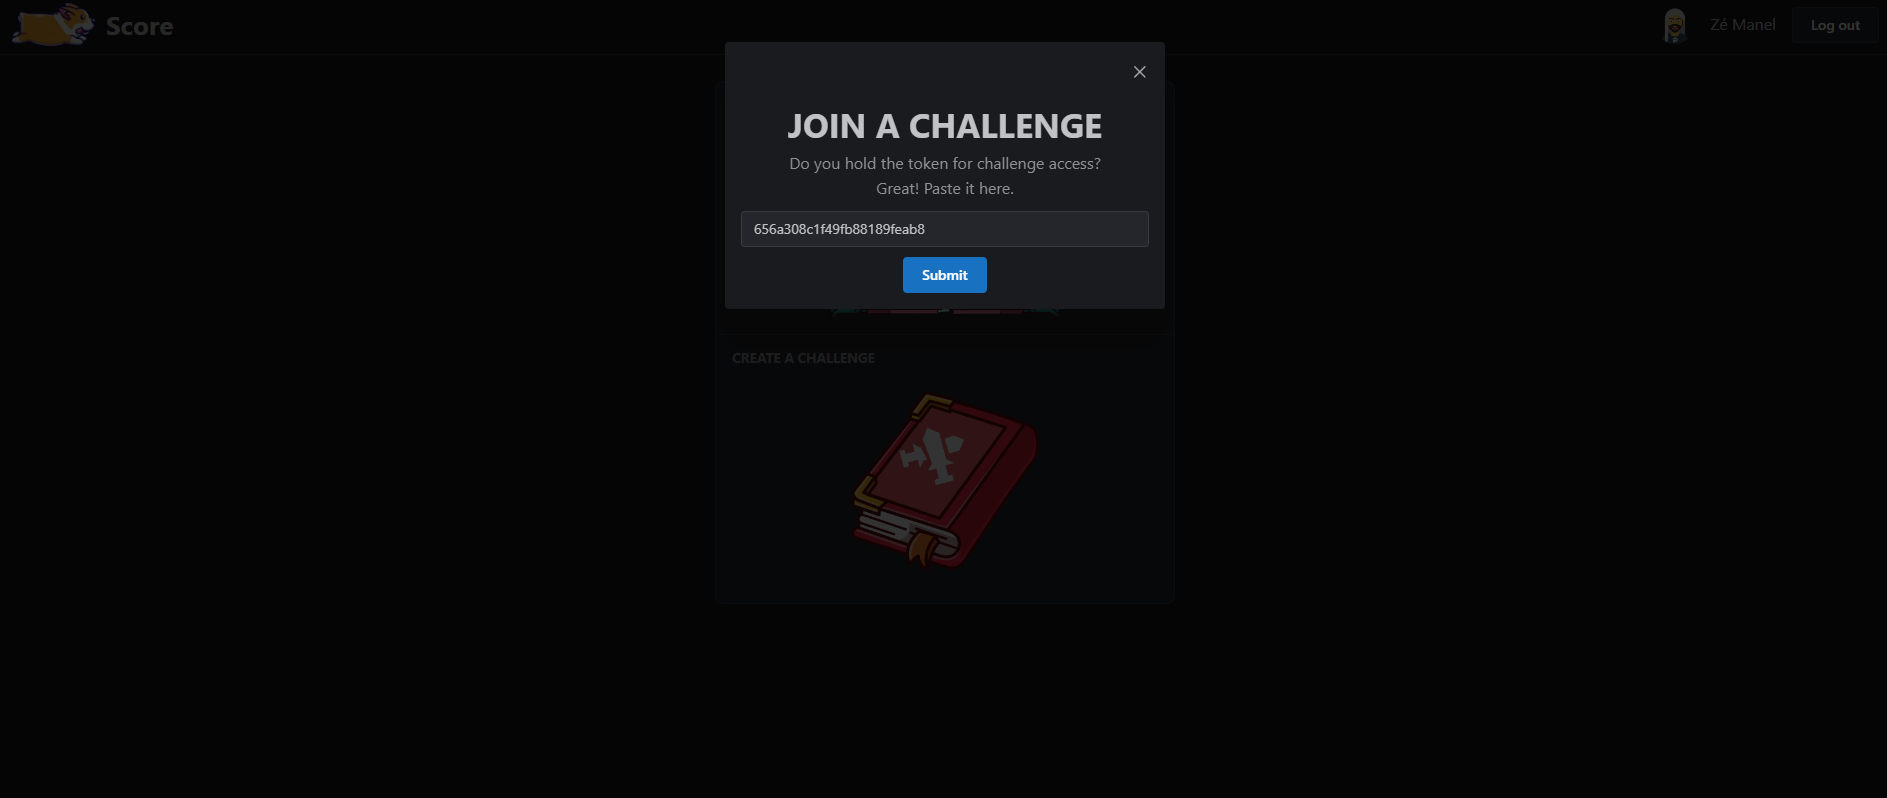 Score
Zé Manel
Log out
JOIN A CHALLENGE
Do you hold the token for challenge access?
Great! Paste it here.
656a308c1f49fb88189feab8
Submit
CREATE A CHALLENGE